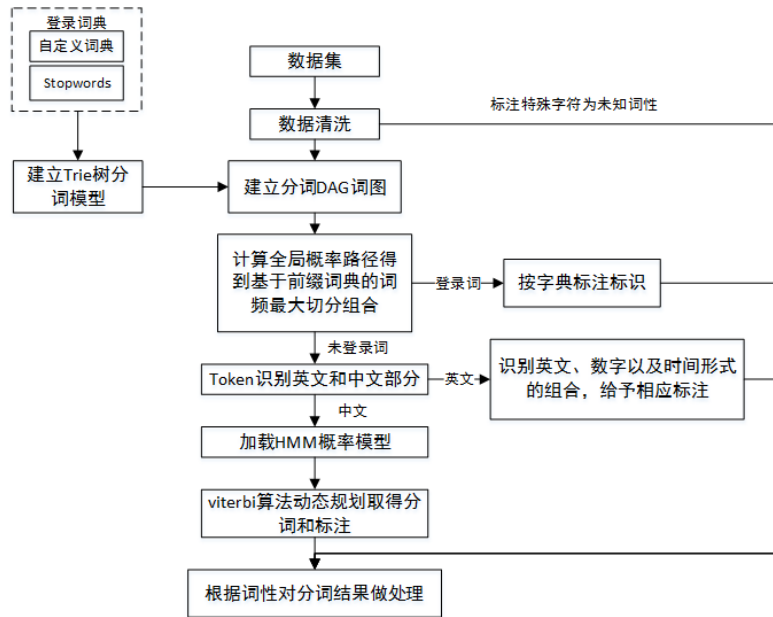 登录词典
自定义词典
Stopwords
数据集
数据清洗
标注特殊字符为未知词性
建立Trie树分
词模型
建立分词DAG词图
计算全局概率路径得
到基于前缀词典的词
频最大切分组合
登录词
按字典标注标识
未登录词
Token识别英文和中文部分
英文
识别英文、数字以及时间形式
的组合，给予相应标注
中文
加载HMM概率模型
viterbi算法动态规划取得分
词和标注
根据词性对分词结果做处理